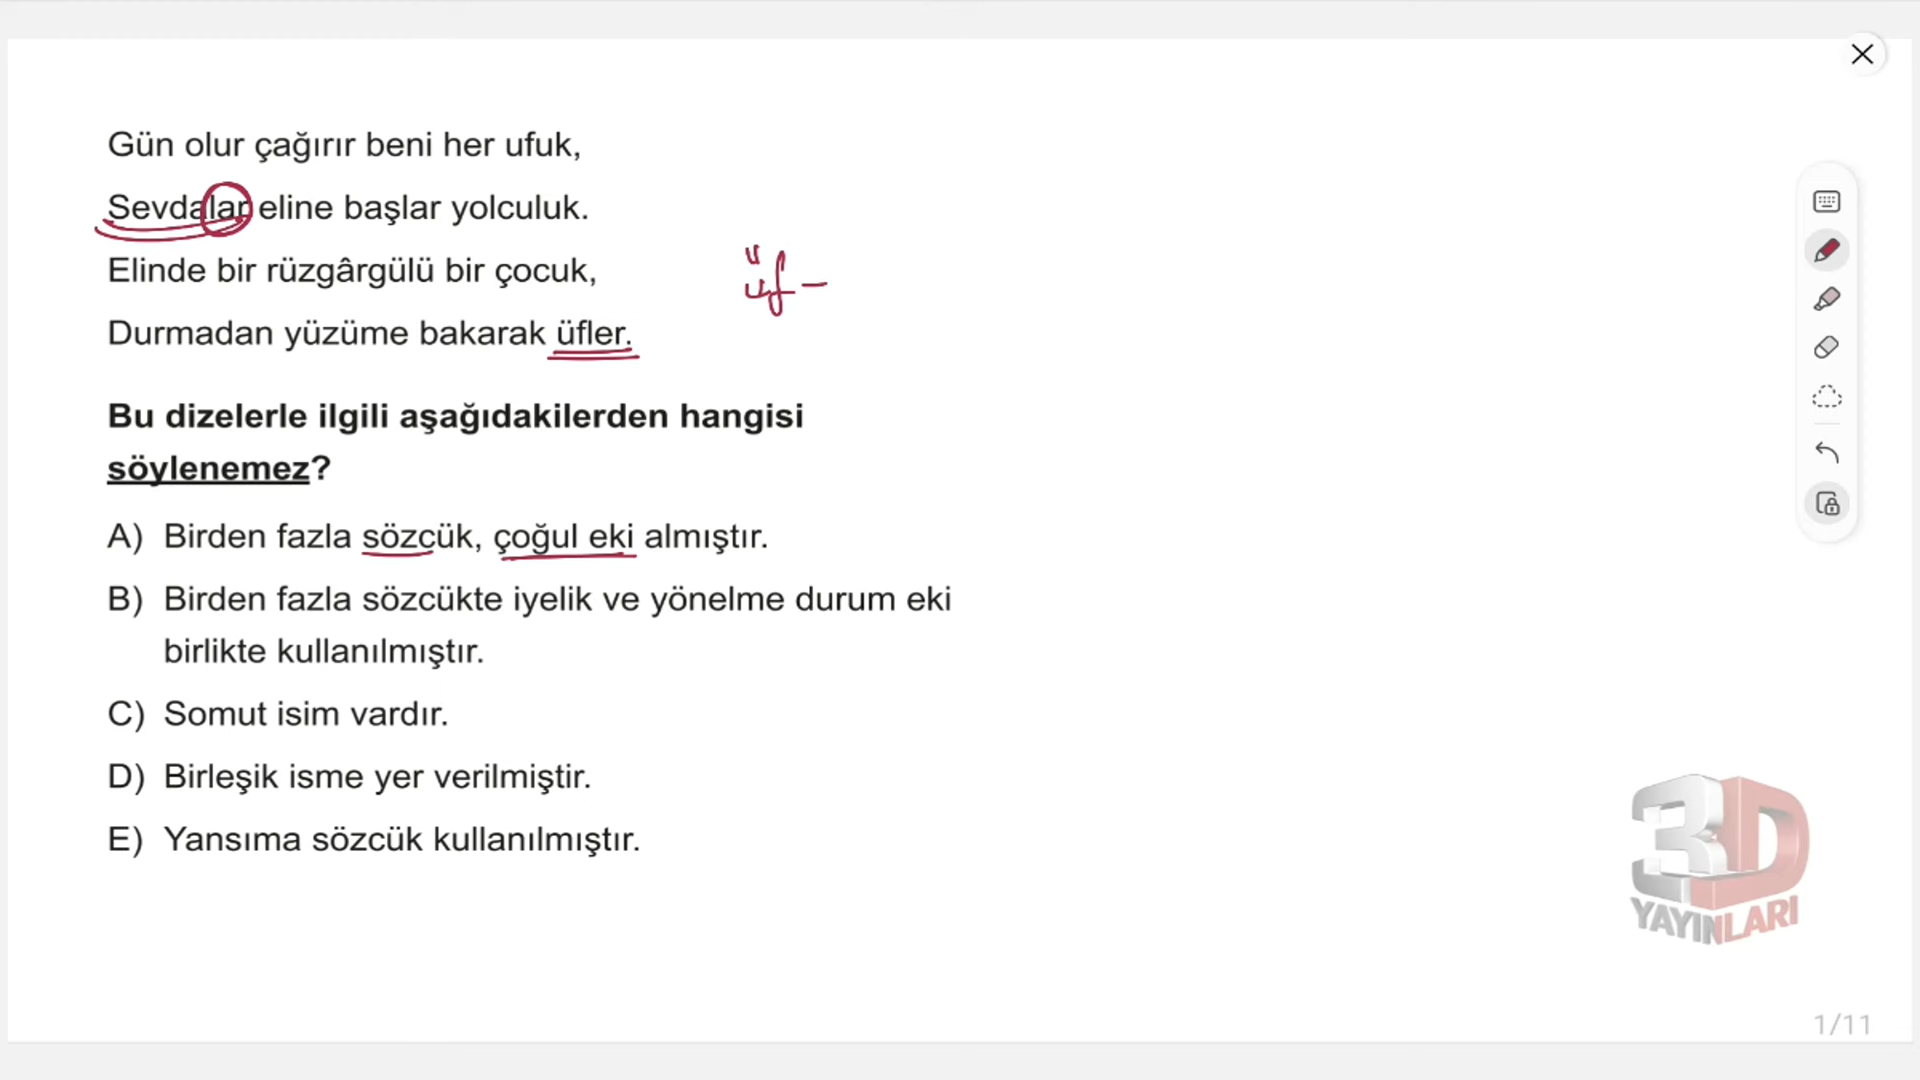 Gün olur çağırır beni her ufuk,
Sevdalar eline başlar yolculuk.
Elinde bir rüzgârgülü bir çocuk,
üf-
Durmadan yüzüme bakarak üfler.
Bu dizelerle ilgili aşağıdakilerden hangisi
söylenemez?
A) Birden fazla sözcük, çoğul eki almıştır.
B) Birden fazla sözcükte iyelik ve yönelme durum eki
birlikte kullanılmıştır.
C) Somut isim vardır.
D) Birleşik isme yer verilmiştir.
E) Yansıma sözcük kullanılmıştır.
3D
YAYINLARI
1/11